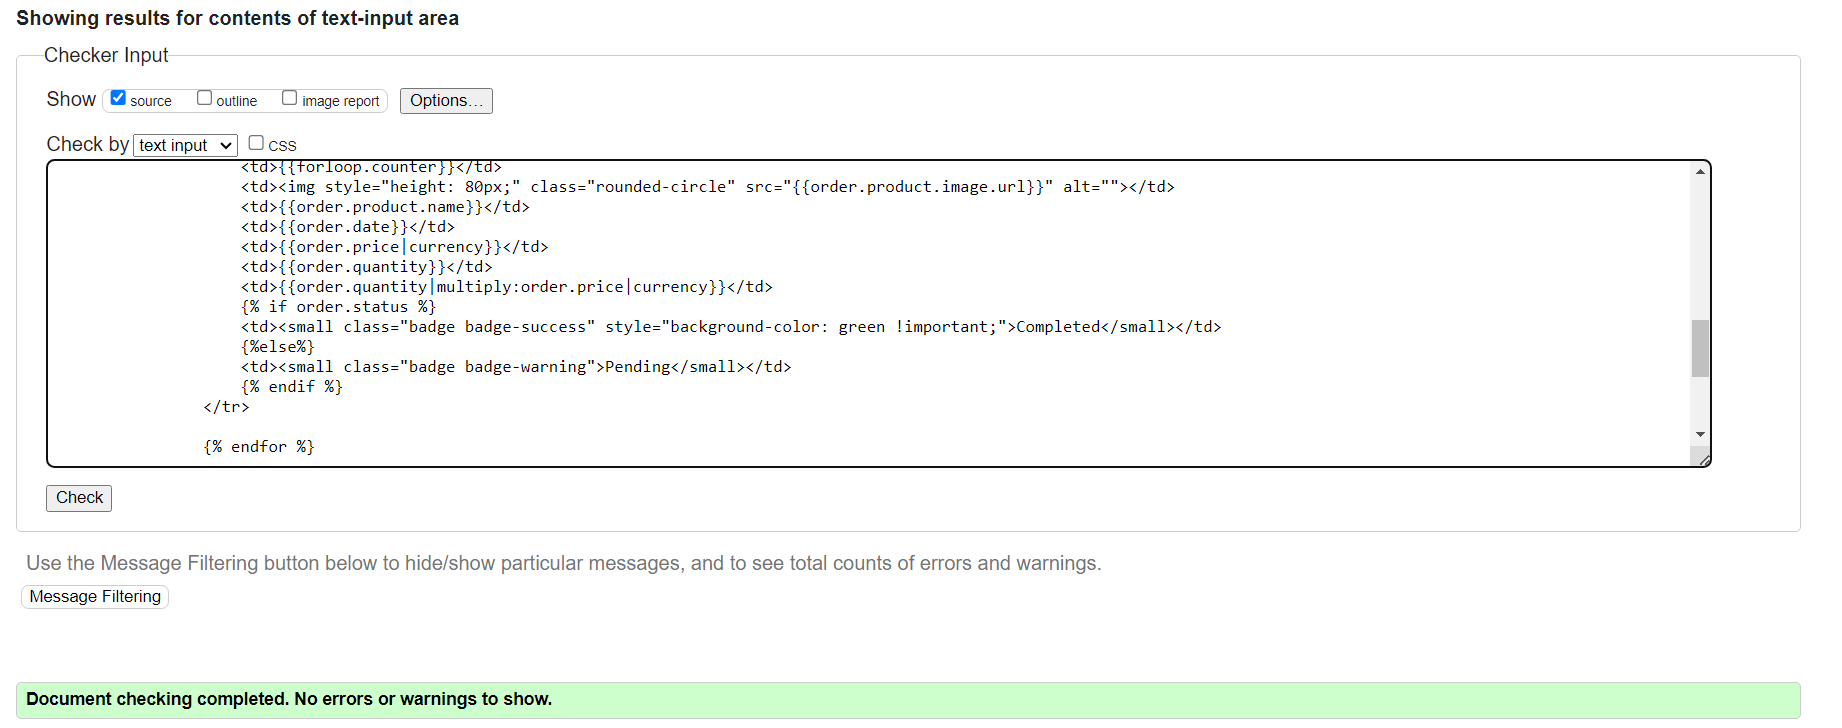 Showing results for contents of text-input area
Checker Input
Show source outline image report Options...
Check by text input CSS
<td>{{forloop.counter}}</td>
<td><img style="height: 80px;" class="rounded-circle" src="{{order.product.image.url}}" alt=""></td>
<td>{{order.product.name}}</td>
<td>{{order.date}}</td>
<td>{{order.price|currency}}</td>
<td>{{order.quantity}}</td>
<td>{{order.quantity|multiply:order.price|currency}}</td>
{% if order.status %}
<td><small class="badge badge-success" style="background-color: green !important;">Completed</small></td>
{%else%}
<td><small class="badge badge-warning">Pending</small></td>
{% endif %}
</tr>
{% endfor %}
Check
Use the Message Filtering button below to hide/show particular messages, and to see total counts of errors and warnings.
Message Filtering
Document checking completed. No errors or warnings to show.